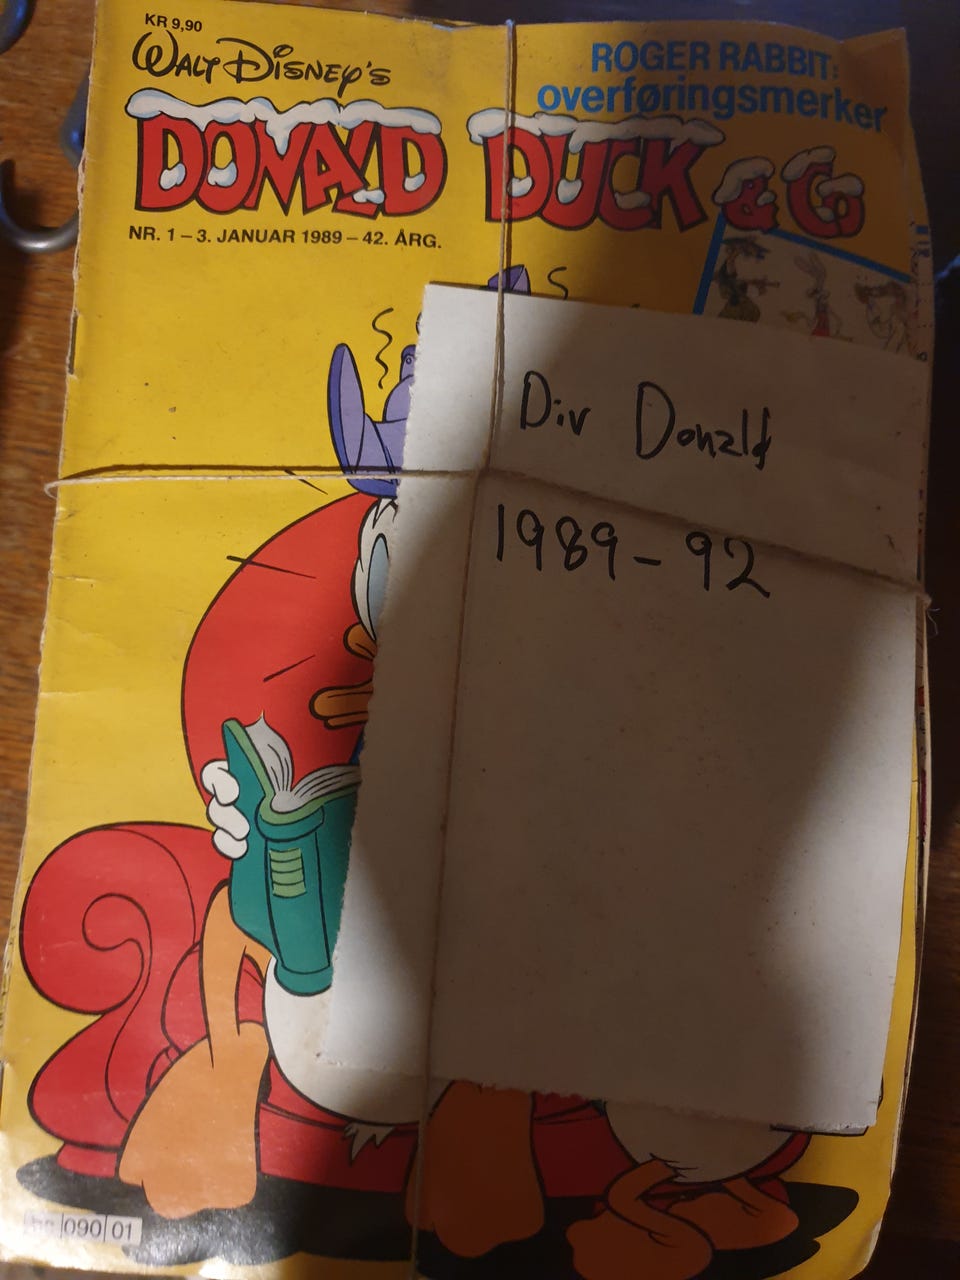 KR 9,90
WALT DISNEY'S
ROGER RABBIT:
overføringsmerker
DONALD DUCK & Co
NR. 1 – 3. JANUAR 1989 – 42. ÅRG.
Div Donald
1989 – 92
090 01